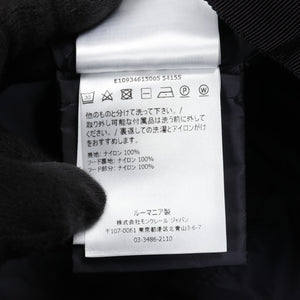 E10934615005 54155
他のものと分けて洗って下さい。/
取り外し可能な付属品は洗う前に外して
ください。/ 裏返しての洗濯とアイロンがけ
をおすすめします。
表地: ナイロン 100%
フード裏地: ナイロン 100%
フード部分: ナイロン 100%
ルーマニア製
株式会社モンクレール ジャパン
〒107-0061 東京都港区北青山3-6-7
03-3486-2110